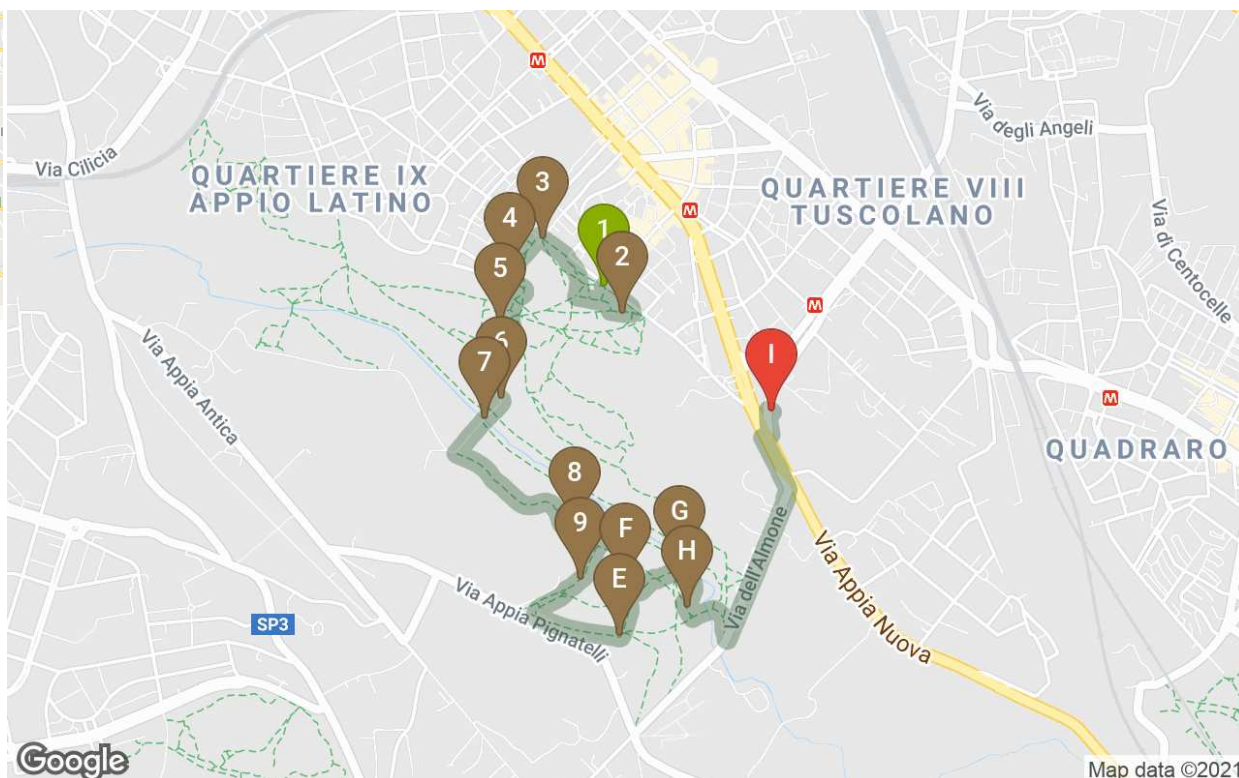 M
Via degli Angeli
Via Cilicia
QUARTIERE IX
APPIO LATINO
QUARTIERE VIII
TUSCOLANO
3
4
1
2
M
Via di Centocelle
5
M
6
7
I
Via Appia Antica
M
QUADRARO
8
9
F
G
H
E
Via dell'Almone
Via Appia Nuova
Via Appia Pignatelli
SP3
Google
Map data ©2021